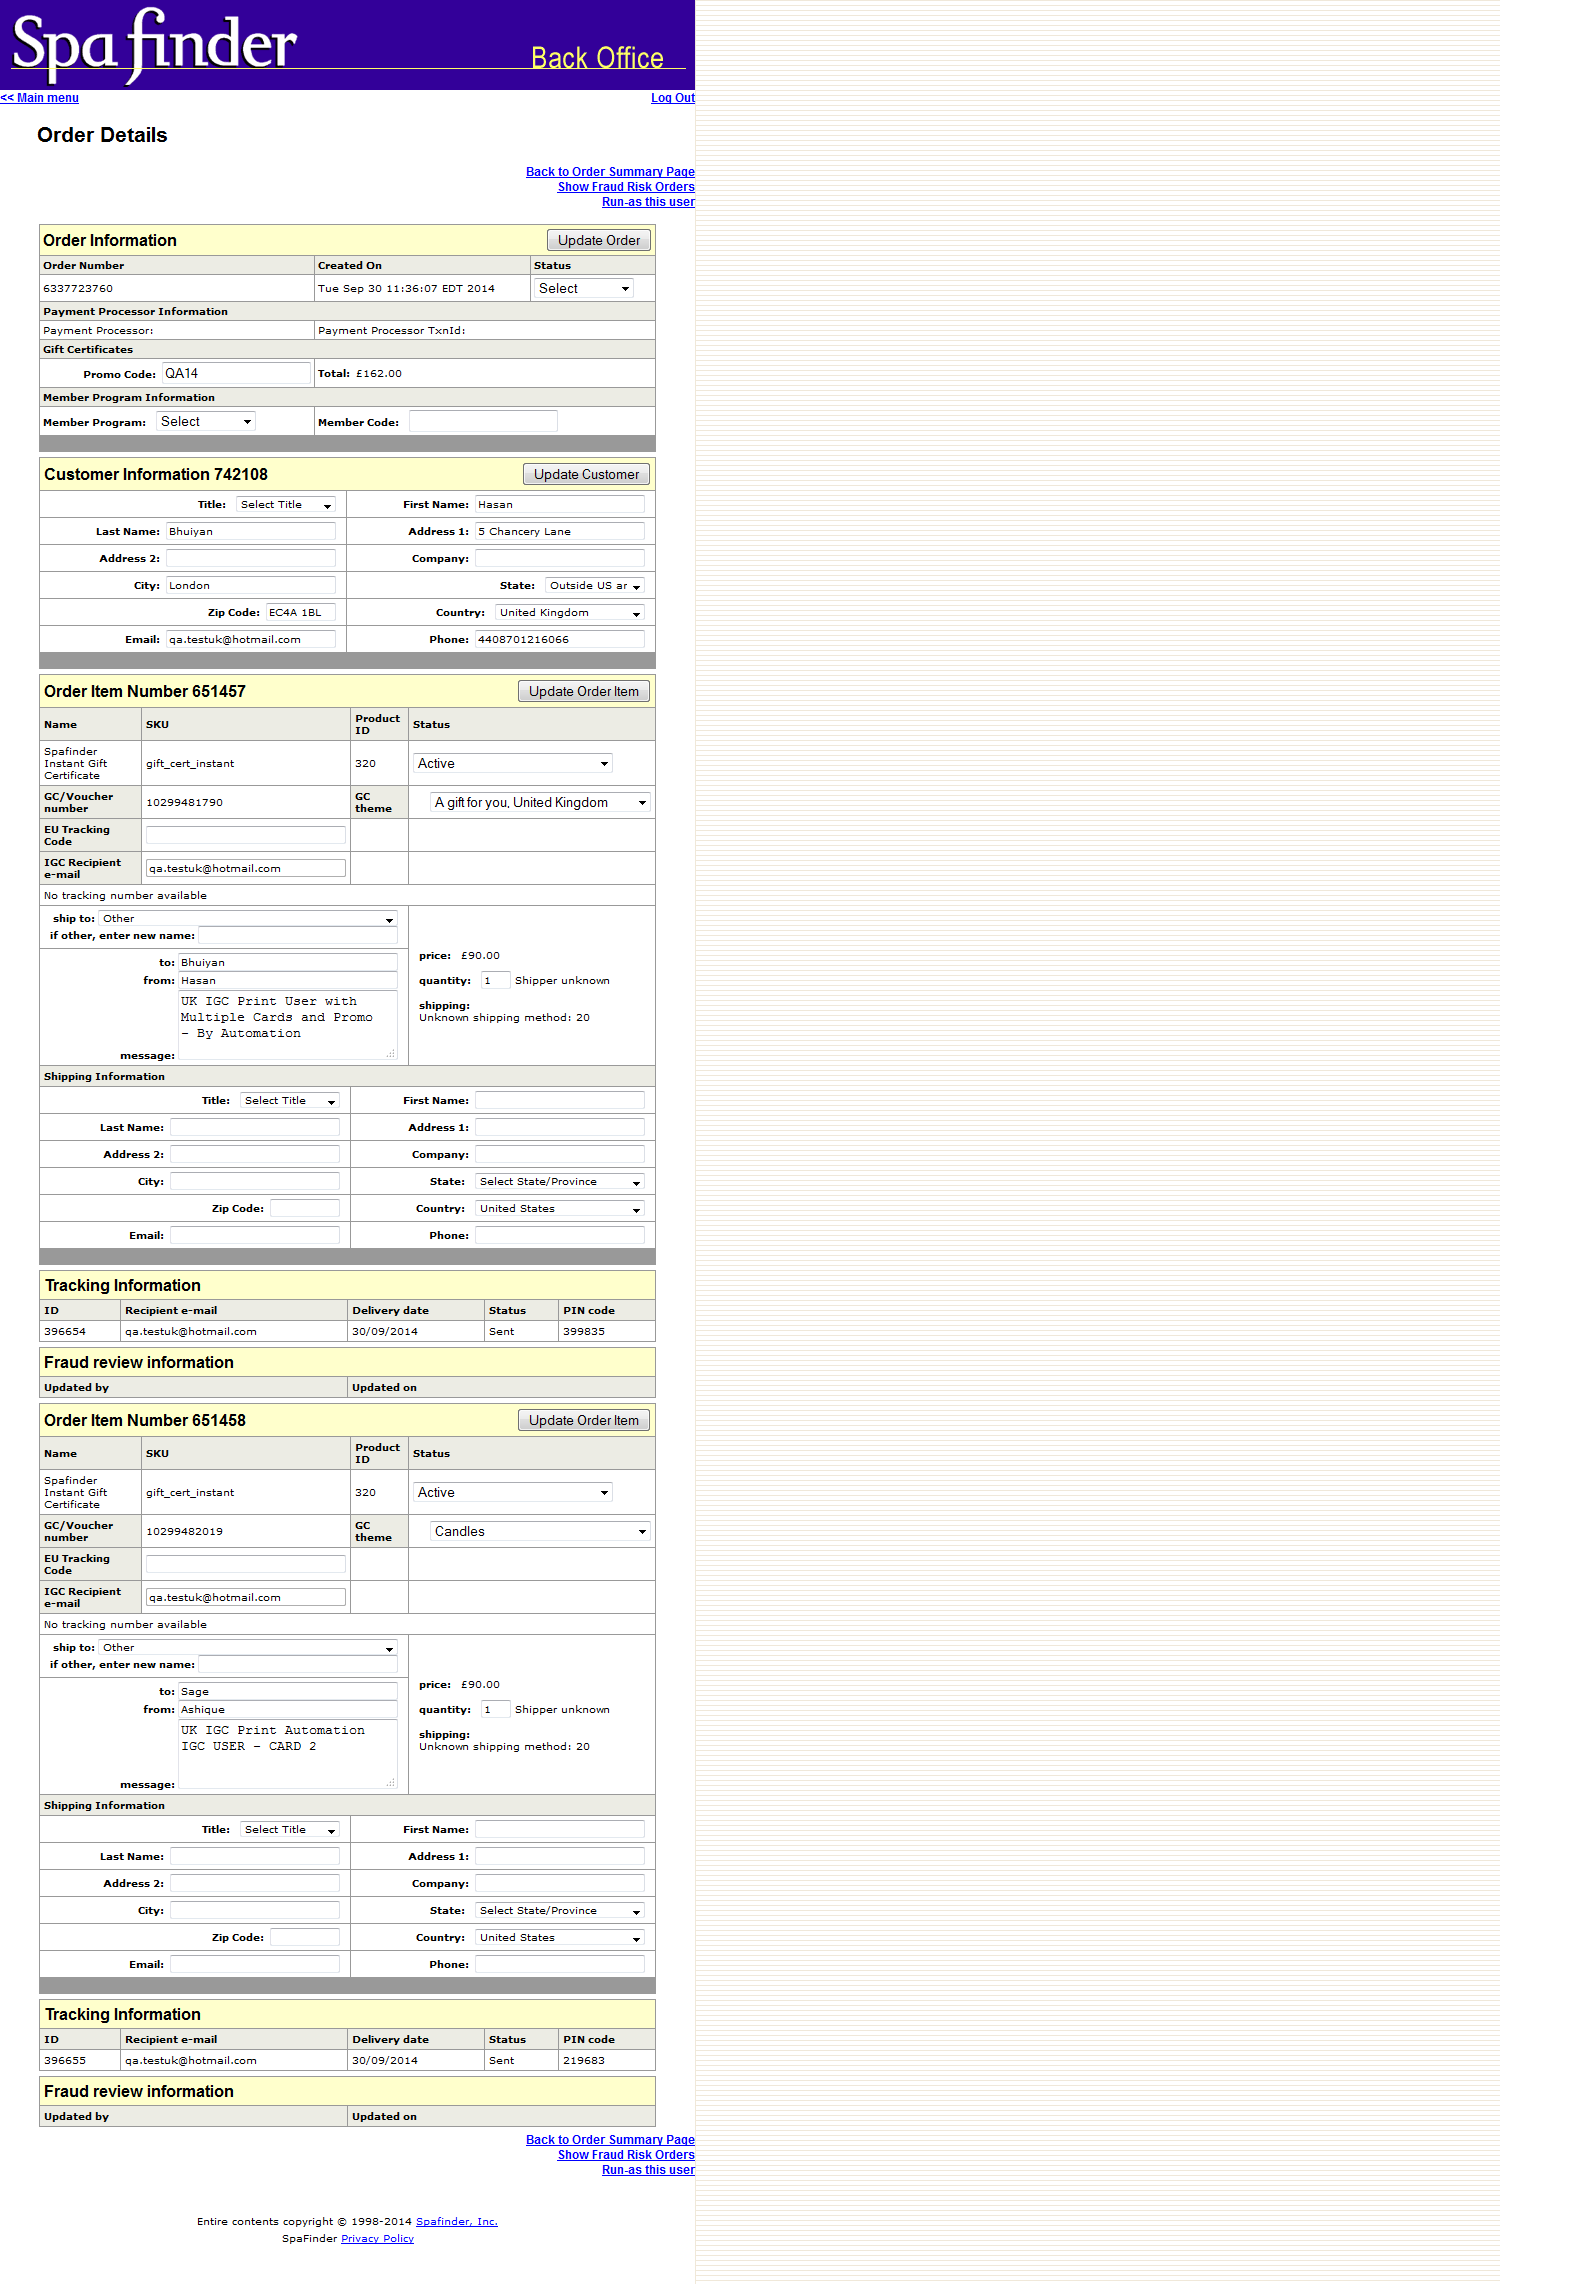 Spa finder
Back Office
<< Main menu Log Out
Order Details
Back to Order Summary Page
Show Fraud Risk Orders
Run-as this user
Order Information Update Order
Order Number Created On Status
6337723760 Tue Sep 30 11:36:07 EDT 2014 Select
Payment Processor Information
Payment Processor: Payment Processor TxnId:
Gift Certificates
Promo Code: QA14 Total: £162.00
Member Program Information
Member Program: Select Member Code:
Customer Information 742108 Update Customer
Title: Select Title First Name: Hasan
Last Name: Bhuiyan Address 1: 5 Chancery Lane
Address 2: Company:
City: London State: Outside US ar
Zip Code: EC4A 1BL Country: United Kingdom
Email: qa.testuk@hotmail.com Phone: 4408701216066
Order Item Number 651457 Update Order Item
Name SKU Product ID Status
Spafinder Instant Gift Certificate gift_cert_instant 320 Active
GC/Voucher number 10299481790 GC theme A gift for you, United Kingdom
EU Tracking Code
IGC Recipient e-mail qa.testuk@hotmail.com
No tracking number available
ship to: Other
if other, enter new name:
to: Bhuiyan
from: Hasan
UK IGC Print User with
Multiple Cards and Promo
- By Automation
message:
price: £90.00
quantity: 1 Shipper unknown
shipping:
Unknown shipping method: 20
Shipping Information
Title: Select Title First Name:
Last Name: Address 1:
Address 2: Company:
City: State: Select State/Province
Zip Code: Country: United States
Email: Phone:
Tracking Information
ID Recipient e-mail Delivery date Status PIN code
396654 qa.testuk@hotmail.com 30/09/2014 Sent 399835
Fraud review information
Updated by Updated on
Order Item Number 651458 Update Order Item
Name SKU Product ID Status
Spafinder Instant Gift Certificate gift_cert_instant 320 Active
GC/Voucher number 10299482019 GC theme Candles
EU Tracking Code
IGC Recipient e-mail qa.testuk@hotmail.com
No tracking number available
ship to: Other
if other, enter new name:
to: Sage
from: Ashique
UK IGC Print Automation
IGC USER - CARD 2
message:
price: £90.00
quantity: 1 Shipper unknown
shipping:
Unknown shipping method: 20
Shipping Information
Title: Select Title First Name:
Last Name: Address 1:
Address 2: Company:
City: State: Select State/Province
Zip Code: Country: United States
Email: Phone:
Tracking Information
ID Recipient e-mail Delivery date Status PIN code
396655 qa.testuk@hotmail.com 30/09/2014 Sent 219683
Fraud review information
Updated by Updated on
Back to Order Summary Page
Show Fraud Risk Orders
Run-as this user
Entire contents copyright © 1998-2014 Spafinder, Inc.
SpaFinder Privacy Policy